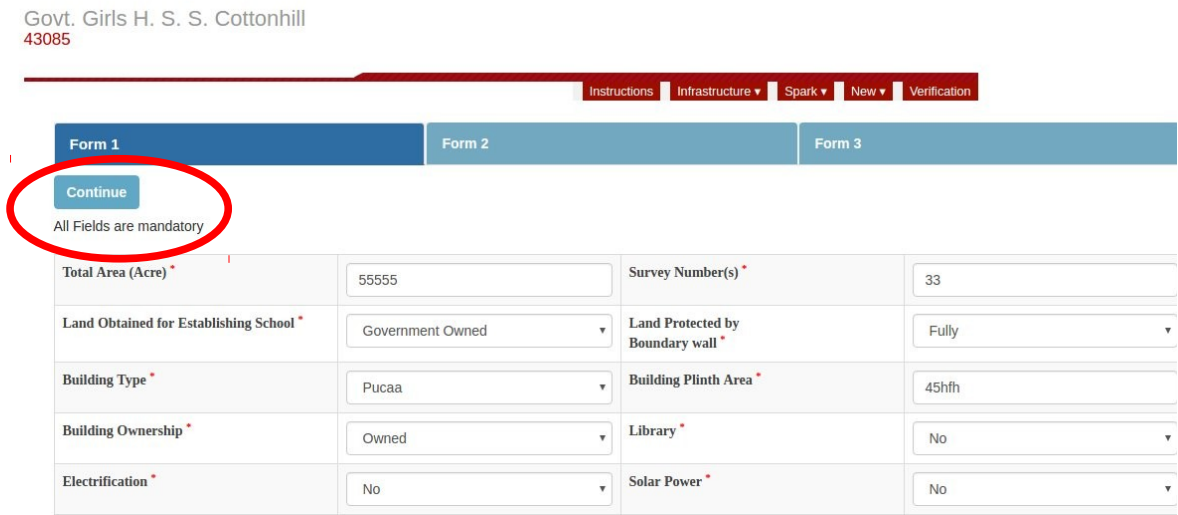 Govt. Girls H. S. S. Cottonhill
43085
Instructions Infrastructure ▾ Spark ▾ New ▾ Verification
Form 1 Form 2 Form 3
Continue
All Fields are mandatory
Total Area (Acre) * 55555 Survey Number(s) * 33
Land Obtained for Establishing School * Government Owned Land Protected by
Boundary wall * Fully
Building Type * Pucaa Building Plinth Area * 45hfh
Building Ownership * Owned Library * No
Electrification * No Solar Power * No